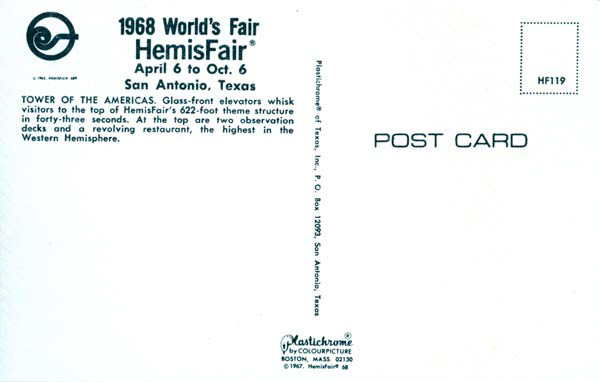 1968 World's Fair
HemisFair®
April 6 to Oct. 6
San Antonio, Texas
© 1965, HEMISFAIR 68®
TOWER OF THE AMERICAS. Glass-front elevators whisk
visitors to the top of HemisFair's 622-foot theme structure
in forty-three seconds. At the top are two observation
decks and a revolving restaurant, the highest in the
Western Hemisphere.
Plastichrome® of Texas, Inc., P. O. Box 12093, San Antonio, Texas
HF119
POST CARD
Plastichrome®
by COLOURPICTURE
BOSTON, MASS. 02130
© 1967, HemisFair® 68